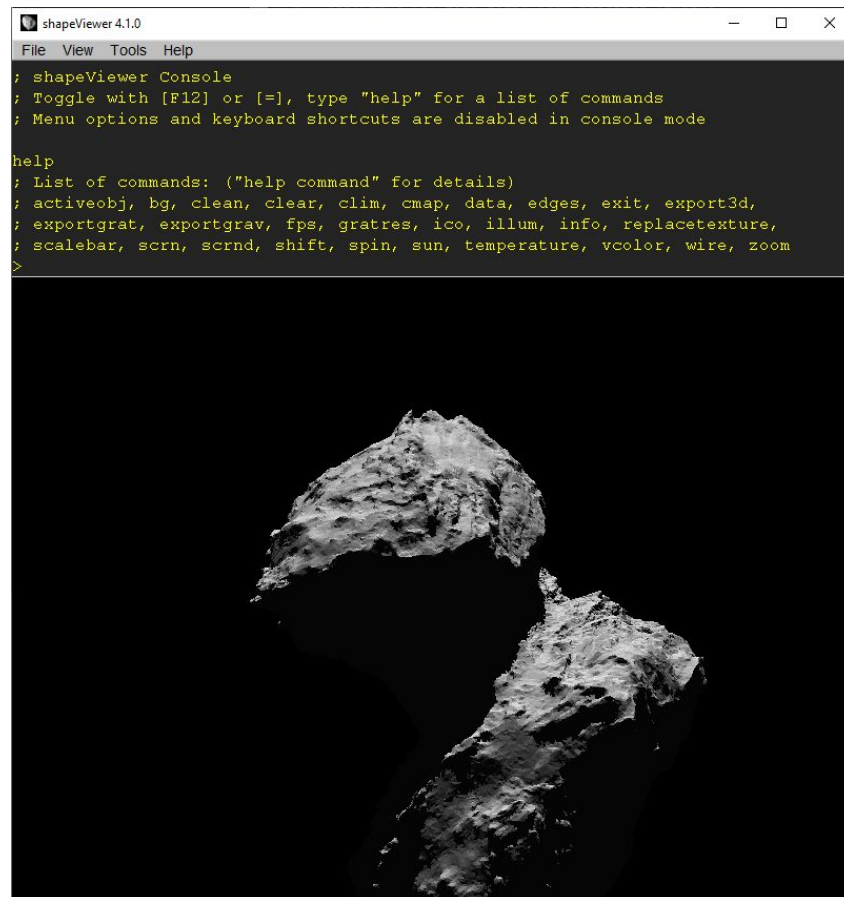 shapeViewer 4.1.0
File View Tools Help
; shapeViewer Console
; Toggle with [F12] or [=], type "help" for a list of commands
; Menu options and keyboard shortcuts are disabled in console mode
help
; List of commands: ("help command" for details)
; activeobj, bg, clean, clear, clim, cmap, data, edges, exit, export3d,
; exportgrat, exportgrav, fps, gratres, ico, illum, info, replacetexture,
; scalebar, scrn, scrnd, shift, spin, sun, temperature, vcolor, wire, zoom
>